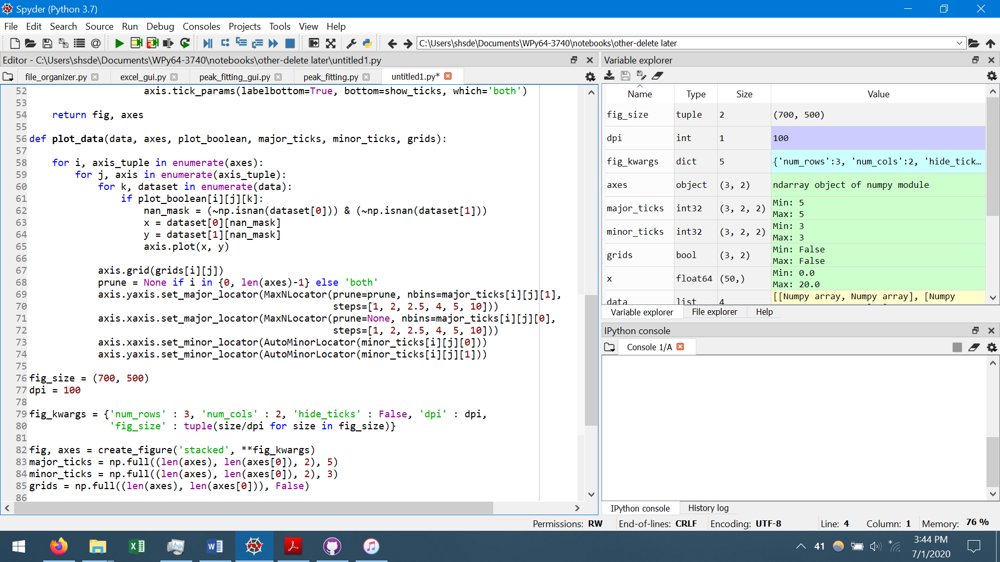 Spyder (Python 3.7)
File Edit Search Source Run Debug Consoles Projects Tools View Help
C:\Users\shsde\Documents\WPy64-3740\notebooks\other-delete later
Editor - C:\Users\shsde\Documents\WPy64-3740\notebooks\other-delete later\untitled1.py
file_organizer.py excel_gui.py peak_fitting_gui.py peak_fitting.py untitled1.py*
52 axis.tick_params(labelbottom=True, bottom=show_ticks, which='both')
53
54 return fig, axes
55
56 def plot_data(data, axes, plot_boolean, major_ticks, minor_ticks, grids):
57
58 for i, axis_tuple in enumerate(axes):
59 for j, axis in enumerate(axis_tuple):
60 for k, dataset in enumerate(data):
61 if plot_boolean[i][j][k]:
62 nan_mask = (~np.isnan(dataset[0])) & (~np.isnan(dataset[1]))
63 x = dataset[0][nan_mask]
64 y = dataset[1][nan_mask]
65 axis.plot(x, y)
66
67 axis.grid(grids[i][j])
68 prune = None if i in {0, len(axes)-1} else 'both'
69 axis.yaxis.set_major_locator(MaxNLocator(prune=prune, nbins=major_ticks[i][j][1],
70 steps=[1, 2, 2.5, 4, 5, 10]))
71 axis.xaxis.set_major_locator(MaxNLocator(prune=None, nbins=major_ticks[i][j][0],
72 steps=[1, 2, 2.5, 4, 5, 10]))
73 axis.xaxis.set_minor_locator(AutoMinorLocator(minor_ticks[i][j][0]))
74 axis.yaxis.set_minor_locator(AutoMinorLocator(minor_ticks[i][j][1]))
75
76 fig_size = (700, 500)
77 dpi = 100
78
79 fig_kwargs = {'num_rows' : 3, 'num_cols' : 2, 'hide_ticks' : False, 'dpi' : dpi,
80 'fig_size' : tuple(size/dpi for size in fig_size)}
81
82 fig, axes = create_figure('stacked', **fig_kwargs)
83 major_ticks = np.full((len(axes), len(axes[0]), 2), 5)
84 minor_ticks = np.full((len(axes), len(axes[0]), 2), 3)
85 grids = np.full((len(axes), len(axes[0])), False)
86
Variable explorer
Name Type Size Value
fig_size tuple 2 (700, 500)
dpi int 1 100
fig_kwargs dict 5 {'num_rows':3, 'num_cols':2, 'hide_tick…
axes object (3, 2) ndarray object of numpy module
major_ticks int32 (3, 2, 2) Min: 5
Max: 5
minor_ticks int32 (3, 2, 2) Min: 3
Max: 3
grids bool (3, 2) Min: False
Max: False
x float64 (50,) Min: 0.0
Max: 20.0
data list 4 [[Numpy array, Numpy array], [Numpy
Variable explorer File explorer Help
IPython console
Console 1/A
IPython console History log
Permissions: RW End-of-lines: CRLF Encoding: UTF-8 Line: 4 Column: 1 Memory: 76 %
41
3:44 PM
7/1/2020